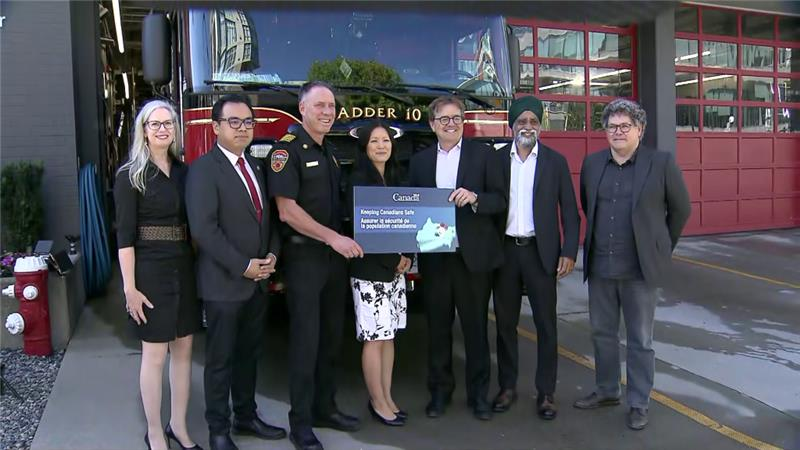 ADDER 10
Canada
Keeping Canadians Safe
Assurer la sécurité de
la population canadienne